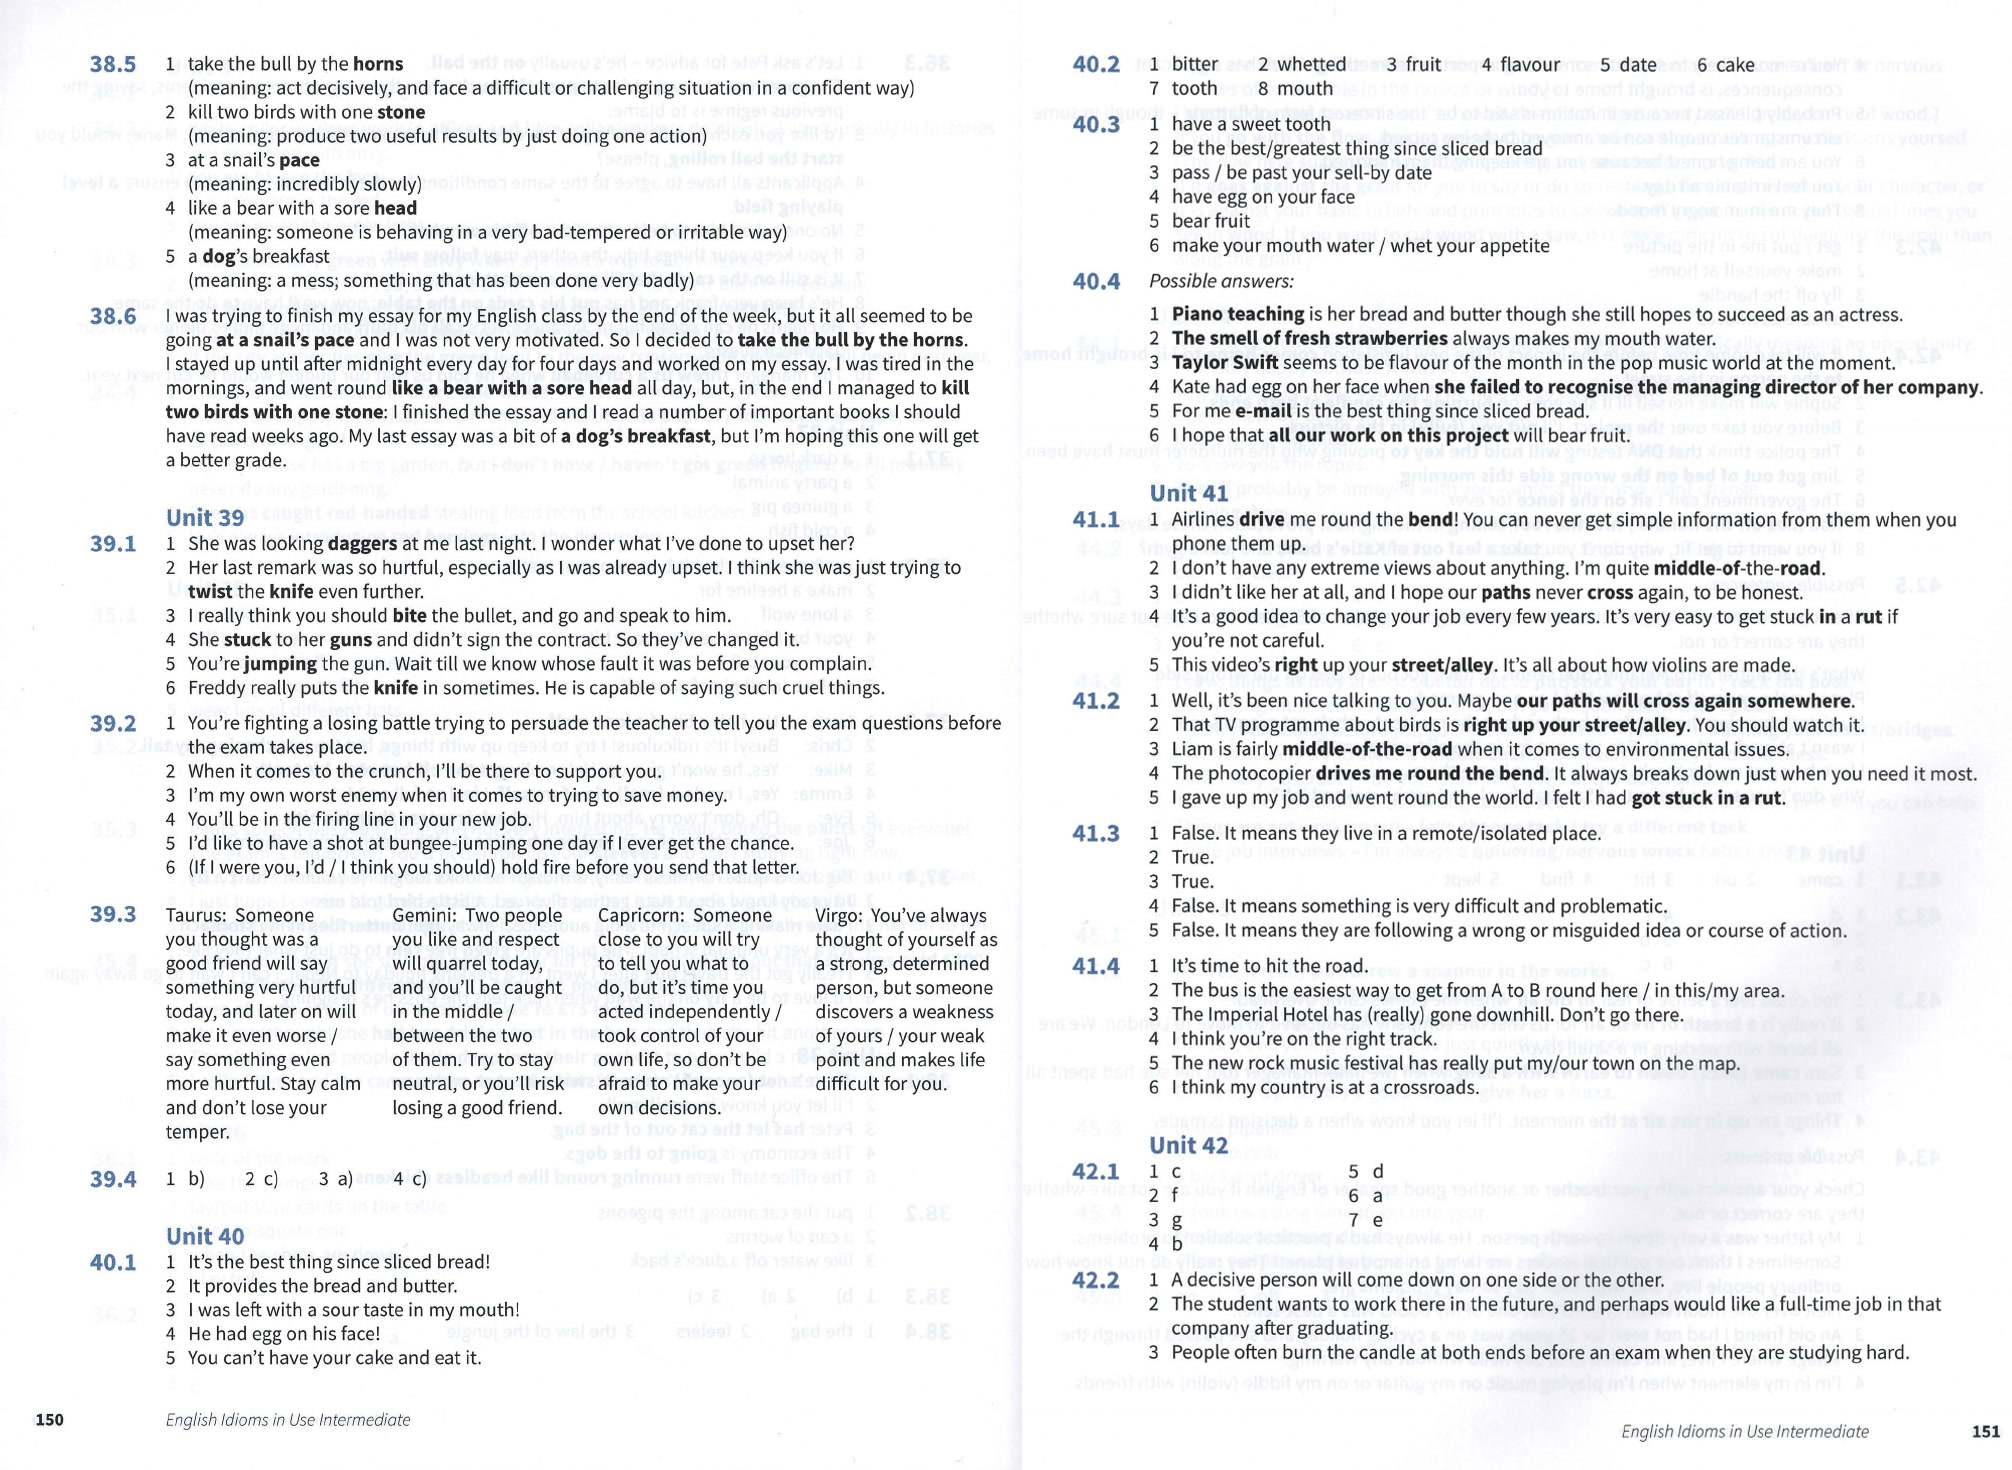 38.5 1 take the bull by the horns
(meaning: act decisively, and face a difficult or challenging situation in a confident way)
2 kill two birds with one stone
(meaning: produce two useful results by just doing one action)
3 at a snail's pace
(meaning: incredibly slowly)
4 like a bear with a sore head
(meaning: someone is behaving in a very bad-tempered or irritable way)
5 a dog's breakfast
(meaning: a mess; something that has been done very badly)
38.6 I was trying to finish my essay for my English class by the end of the week, but it all seemed to be
going at a snail's pace and I was not very motivated. So I decided to take the bull by the horns.
I stayed up until after midnight every day for four days and worked on my essay. I was tired in the
mornings, and went round like a bear with a sore head all day, but, in the end I managed to kill
two birds with one stone: I finished the essay and I read a number of important books I should
have read weeks ago. My last essay was a bit of a dog's breakfast, but I'm hoping this one will get
a better grade.
Unit 39
39.1 1 She was looking daggers at me last night. I wonder what I've done to upset her?
2 Her last remark was so hurtful, especially as I was already upset. I think she was just trying to
twist the knife even further.
3 I really think you should bite the bullet, and go and speak to him.
4 She stuck to her guns and didn't sign the contract. So they've changed it.
5 You're jumping the gun. Wait till we know whose fault it was before you complain.
6 Freddy really puts the knife in sometimes. He is capable of saying such cruel things.
39.2 1 You're fighting a losing battle trying to persuade the teacher to tell you the exam questions before
the exam takes place.
2 When it comes to the crunch, I'll be there to support you.
3 I'm my own worst enemy when it comes to trying to save money.
4 You'll be in the firing line in your new job.
5 I'd like to have a shot at bungee-jumping one day if I ever get the chance.
6 (If I were you, I'd / I think you should) hold fire before you send that letter.
39.3 Taurus: Someone
you thought was a
good friend will say
something very hurtful
today, and later on will
make it even worse /
say something even
more hurtful. Stay calm
and don't lose your
temper.
Gemini: Two people
you like and respect
will quarrel today,
and you'll be caught
in the middle /
between the two
of them. Try to stay
neutral, or you'll risk
losing a good friend.
Capricorn: Someone
close to you will try
to tell you what to
do, but it's time you
acted independently /
took control of your
own life, so don't be
afraid to make your
own decisions.
Virgo: You've always
thought of yourself as
a strong, determined
person, but someone
discovers a weakness
of yours / your weak
point and makes life
difficult for you.
39.4 1 b) 2 c) 3 a) 4 c)
Unit 40
40.1 1 It's the best thing since sliced bread!
2 It provides the bread and butter.
3 I was left with a sour taste in my mouth!
4 He had egg on his face!
5 You can't have your cake and eat it.
150 English Idioms in Use Intermediate
40.2 1 bitter 2 whetted 3 fruit 4 flavour 5 date 6 cake
7 tooth 8 mouth
40.3 1 have a sweet tooth
2 be the best/greatest thing since sliced bread
3 pass / be past your sell-by date
4 have egg on your face
5 bear fruit
6 make your mouth water / whet your appetite
40.4 Possible answers:
1 Piano teaching is her bread and butter though she still hopes to succeed as an actress.
2 The smell of fresh strawberries always makes my mouth water.
3 Taylor Swift seems to be flavour of the month in the pop music world at the moment.
4 Kate had egg on her face when she failed to recognise the managing director of her company.
5 For me e-mail is the best thing since sliced bread.
6 I hope that all our work on this project will bear fruit.
Unit 41
41.1 1 Airlines drive me round the bend! You can never get simple information from them when you
phone them up.
2 I don't have any extreme views about anything. I'm quite middle-of-the-road.
3 I didn't like her at all, and I hope our paths never cross again, to be honest.
4 It's a good idea to change your job every few years. It's very easy to get stuck in a rut if
you're not careful.
5 This video's right up your street/alley. It's all about how violins are made.
41.2 1 Well, it's been nice talking to you. Maybe our paths will cross again somewhere.
2 That TV programme about birds is right up your street/alley. You should watch it.
3 Liam is fairly middle-of-the-road when it comes to environmental issues.
4 The photocopier drives me round the bend. It always breaks down just when you need it most.
5 I gave up my job and went round the world. I felt I had got stuck in a rut.
41.3 1 False. It means they live in a remote/isolated place.
2 True.
3 True.
4 False. It means something is very difficult and problematic.
5 False. It means they are following a wrong or misguided idea or course of action.
41.4 1 It's time to hit the road.
2 The bus is the easiest way to get from A to B round here / in this/my area.
3 The Imperial Hotel has (really) gone downhill. Don't go there.
4 I think you're on the right track.
5 The new rock music festival has really put my/our town on the map.
6 I think my country is at a crossroads.
Unit 42
42.1 1 c 5 d
2 f 6 a
3 g 7 e
4 b
42.2 1 A decisive person will come down on one side or the other.
2 The student wants to work there in the future, and perhaps would like a full-time job in that
company after graduating.
3 People often burn the candle at both ends before an exam when they are studying hard.
English Idioms in Use Intermediate 151